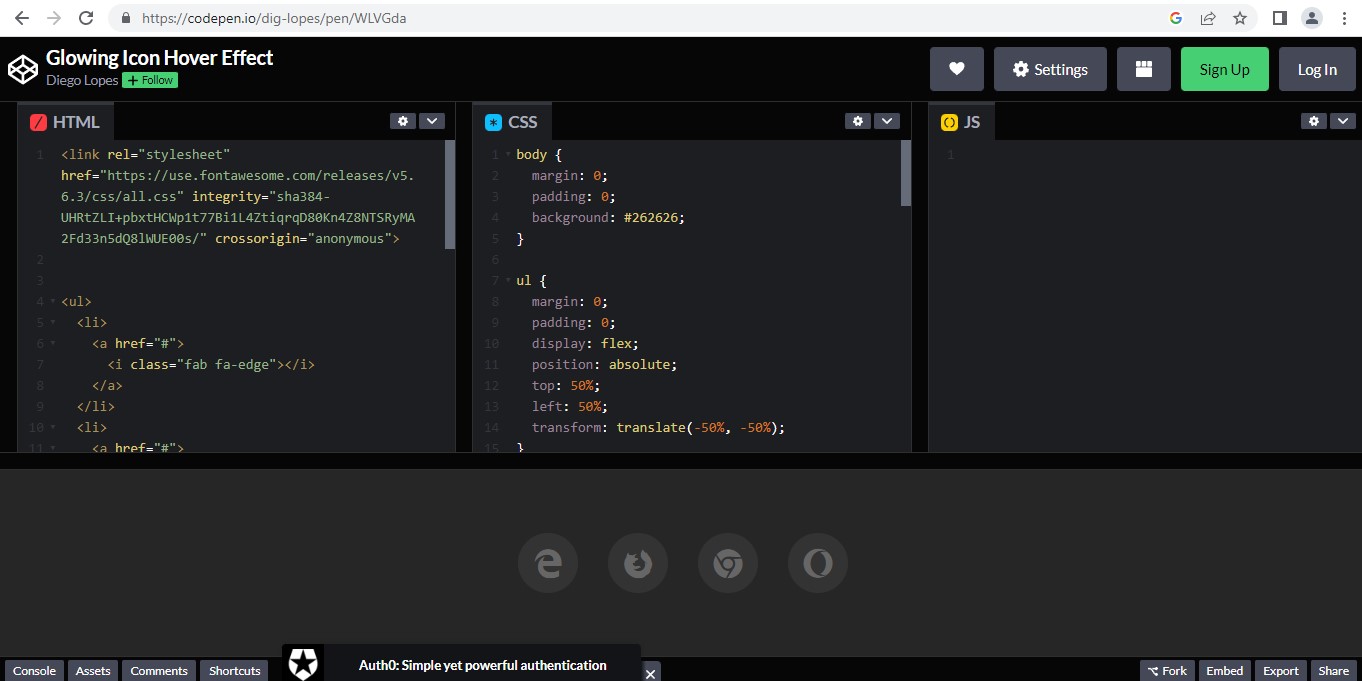 https://codepen.io/dig-lopes/pen/WLVGda
Glowing Icon Hover Effect
Diego Lopes + Follow
Settings
Sign Up
Log In
HTML
1 <link rel="stylesheet"
href="https://use.fontawesome.com/releases/v5.
6.3/css/all.css" integrity="sha384-
UHRtZLI+pbxtHCWp1t77Bi1L4ZtiqrqD80Kn4Z8NTSRyMA
2Fd33n5dQ8lWUE00s/" crossorigin="anonymous">
2
3
4 <ul>
5 <li>
6 <a href="#">
7 <i class="fab fa-edge"></i>
8 </a>
9 </li>
10 <li>
11 <a href="#">
CSS
1 body {
2 margin: 0;
3 padding: 0;
4 background: #262626;
5 }
6
7 ul {
8 margin: 0;
9 padding: 0;
10 display: flex;
11 position: absolute;
12 top: 50%;
13 left: 50%;
14 transform: translate(-50%, -50%);
15 }
JS
1
Console
Assets
Comments
Shortcuts
Auth0: Simple yet powerful authentication
Fork
Embed
Export
Share